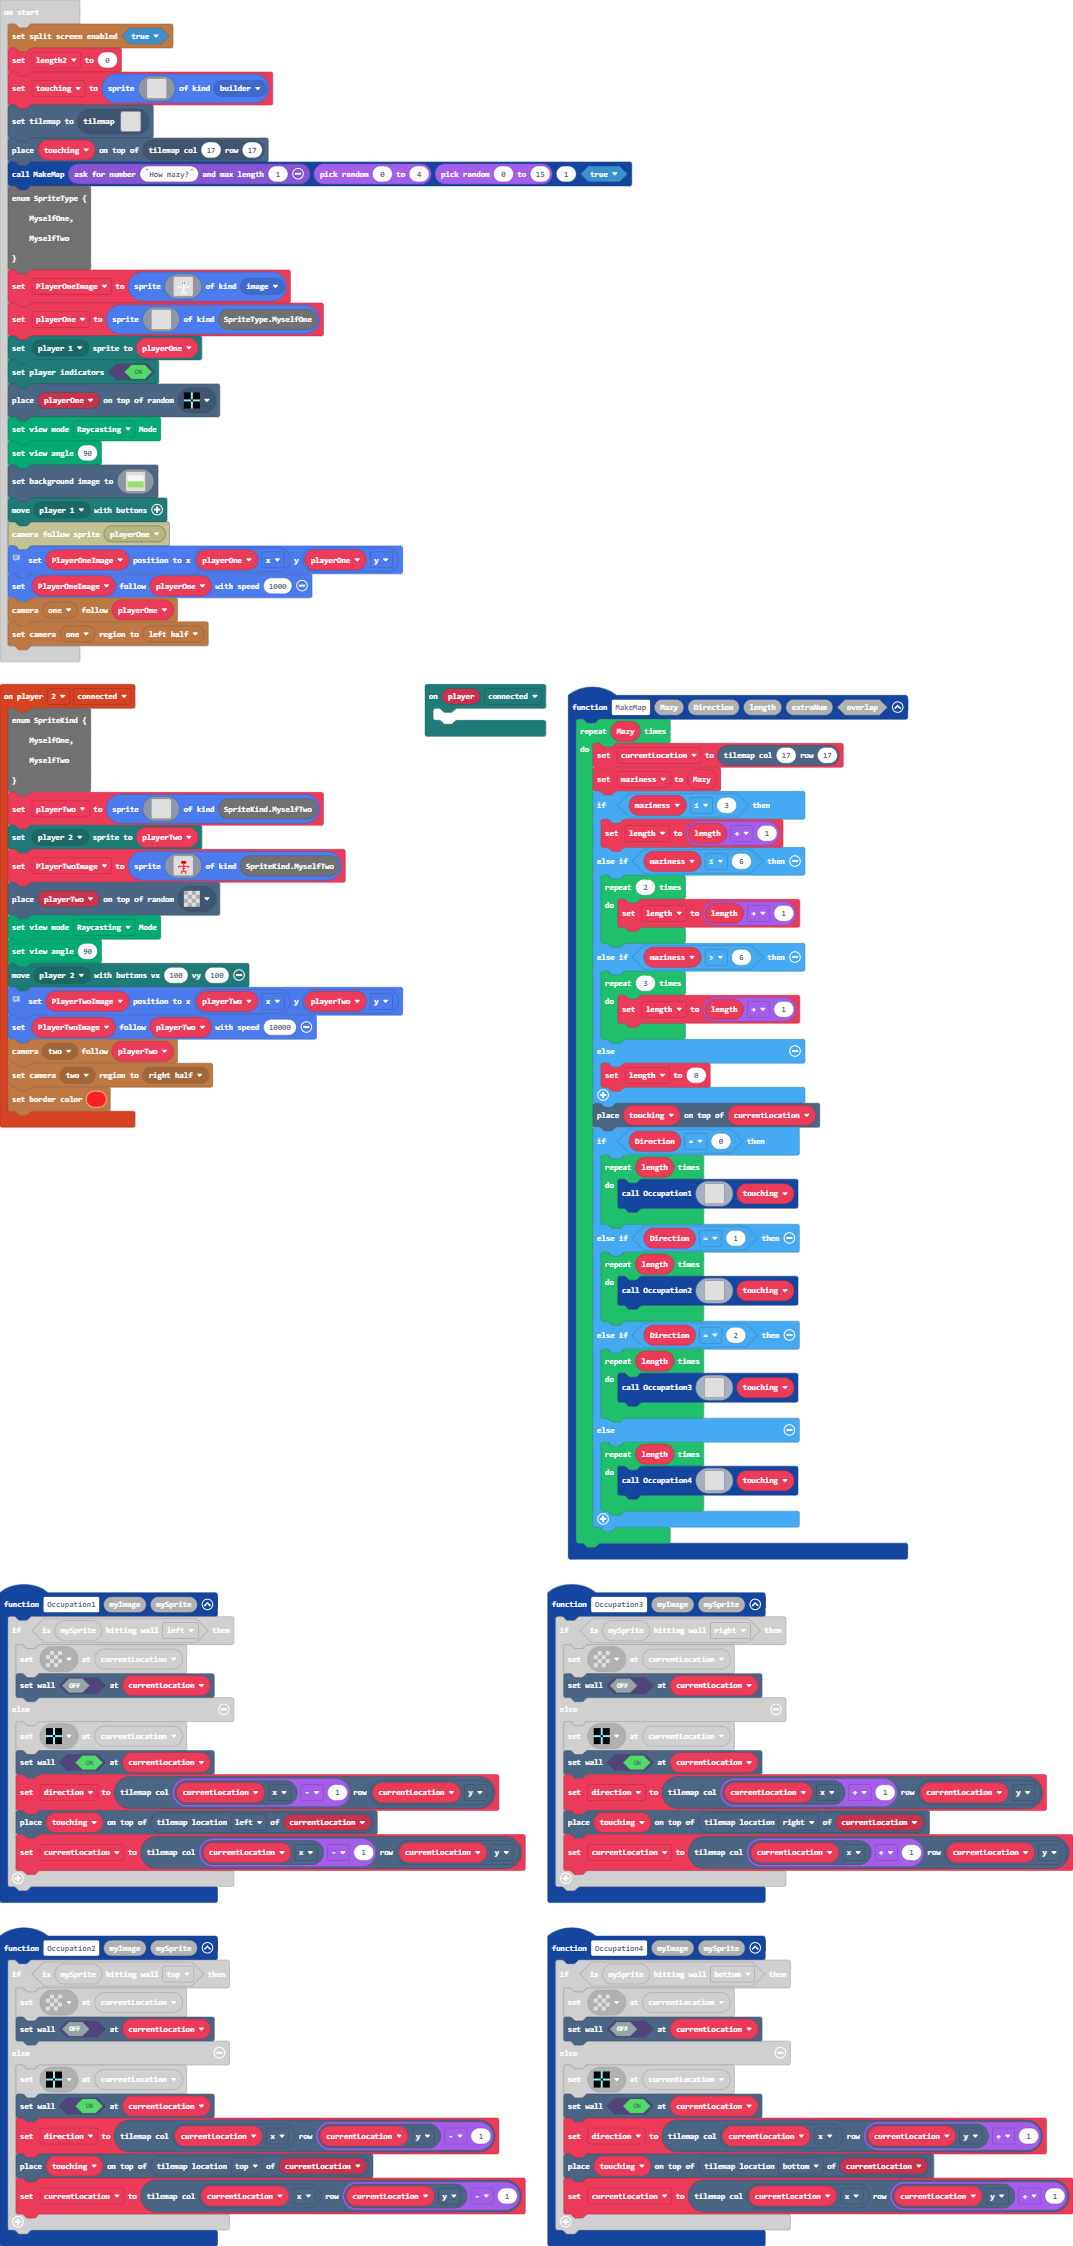 on start
set split screen enabled true
set length2 to 0
set touching to sprite of kind builder
set tilemap to tilemap
place touching on top of tilemap col 17 row 17
call MakeMap ask for number "How mazy?" and max length 1 pick random 0 to 4 pick random 0 to 15 1 true
enum SpriteType {
MyselfOne,
MyselfTwo
}
set PlayerOneImage to sprite of kind image
set playerOne to sprite of kind SpriteType.MyselfOne
set player 1 sprite to playerOne
set player indicators ON
place playerOne on top of random
set view mode Raycasting Mode
set view angle 90
set background image to
move player 1 with buttons
camera follow sprite playerOne
set PlayerOneImage position to x playerOne x y playerOne y
set PlayerOneImage follow playerOne with speed 1000
camera one follow playerOne
set camera one region to left half
on player 2 connected
enum SpriteKind {
MyselfOne,
MyselfTwo
}
set playerTwo to sprite of kind SpriteKind.MyselfTwo
set player 2 sprite to playerTwo
set PlayerTwoImage to sprite of kind SpriteKind.MyselfTwo
place playerTwo on top of random
set view mode Raycasting Mode
set view angle 90
move player 2 with buttons vx 100 vy 100
set PlayerTwoImage position to x playerTwo x y playerTwo y
set PlayerTwoImage follow playerTwo with speed 10000
camera two follow playerTwo
set camera two region to right half
set border color
on player connected
function MakeMap Mazy Direction length extraNum overlap
repeat Mazy times
do
set currentLocation to tilemap col 17 row 17
set maziness to Mazy
if maziness ≤ 3 then
set length to length + 1
else if maziness ≤ 6 then
repeat 2 times
do set length to length + 1
else if maziness > 6 then
repeat 3 times
do set length to length + 1
else
set length to 0
place touching on top of currentLocation
if Direction = 0 then
repeat length times
do call Occupation1 touching
else if Direction = 1 then
repeat length times
do call Occupation2 touching
else if Direction = 2 then
repeat length times
do call Occupation3 touching
else
repeat length times
do call Occupation4 touching
function Occupation1 myImage mySprite
if is mySprite hitting wall left then
set at currentLocation
set wall OFF at currentLocation
else
set at currentLocation
set wall ON at currentLocation
set direction to tilemap col currentLocation x - 1 row currentLocation y
place touching on top of tilemap location left of currentLocation
set currentLocation to tilemap col currentLocation x - 1 row currentLocation y
function Occupation3 myImage mySprite
if is mySprite hitting wall right then
set at currentLocation
set wall OFF at currentLocation
else
set at currentLocation
set wall ON at currentLocation
set direction to tilemap col currentLocation x + 1 row currentLocation y
place touching on top of tilemap location right of currentLocation
set currentLocation to tilemap col currentLocation x + 1 row currentLocation y
function Occupation2 myImage mySprite
if is mySprite hitting wall top then
set at currentLocation
set wall OFF at currentLocation
else
set at currentLocation
set wall ON at currentLocation
set direction to tilemap col currentLocation x row currentLocation y - 1
place touching on top of tilemap location top of currentLocation
set currentLocation to tilemap col currentLocation x row currentLocation y - 1
function Occupation4 myImage mySprite
if is mySprite hitting wall bottom then
set at currentLocation
set wall OFF at currentLocation
else
set at currentLocation
set wall ON at currentLocation
set direction to tilemap col currentLocation x row currentLocation y + 1
place touching on top of tilemap location bottom of currentLocation
set currentLocation to tilemap col currentLocation x row currentLocation y + 1